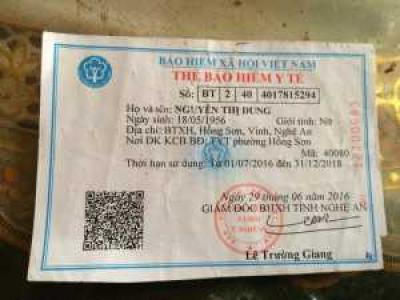 BẢO HIỂM XÃ HỘI VIỆT NAM
THẺ BẢO HIỂM Y TẾ
Số: BT 2 40 4017815294
Họ và tên: NGUYỄN THỊ DUNG
Ngày sinh: 18/05/1956 Giới tính: Nữ
Địa chỉ: BTXH, Hồng Sơn, Vinh, Nghệ An
Nơi ĐK KCB BĐ: TYT phường Hồng Sơn
Mã: 40080
Thời hạn sử dụng: Từ 01/07/2016 đến 31/12/2018
Ngày 29 tháng 06 năm 2016
GIÁM ĐỐC BHXH TỈNH NGHỆ AN
Lê Trường Giang